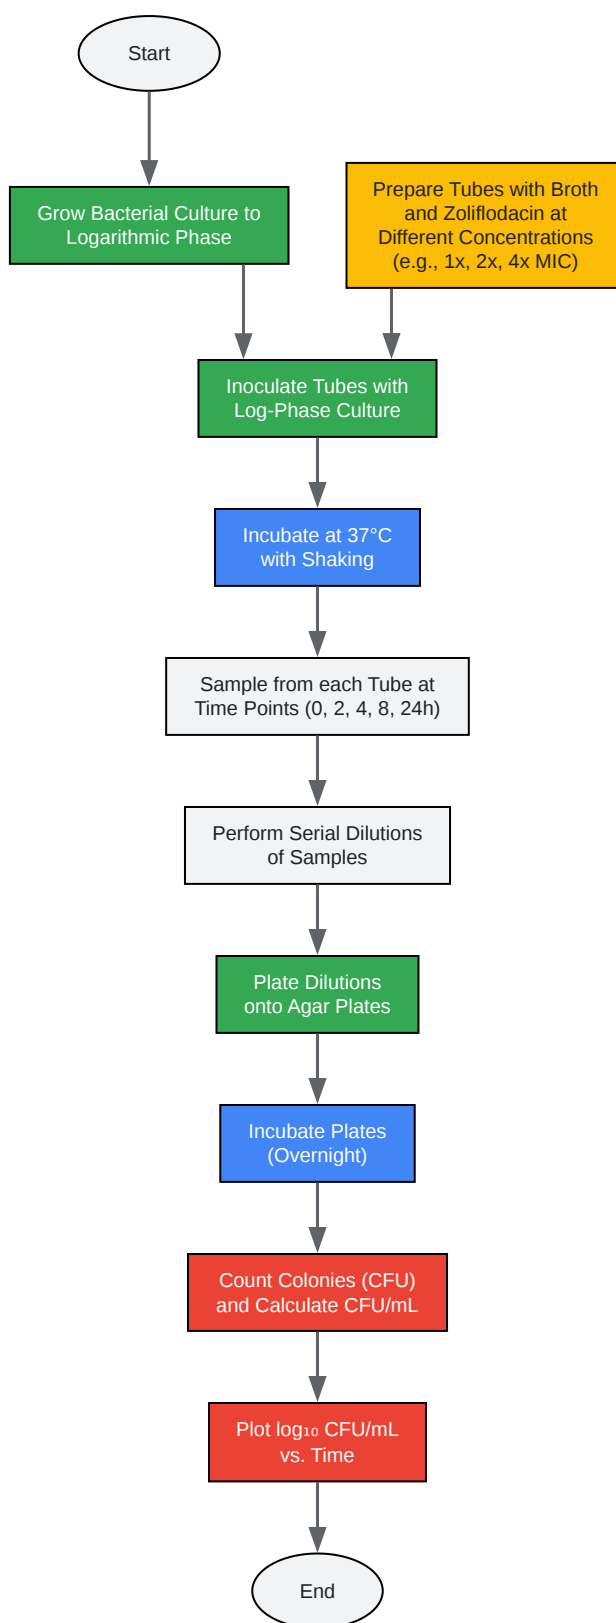 Start
Grow Bacterial Culture to
Logarithmic Phase
Prepare Tubes with Broth
and Zoliflodacin at
Different Concentrations
(e.g., 1x, 2x, 4x MIC)
Inoculate Tubes with
Log-Phase Culture
Incubate at 37°C
with Shaking
Sample from each Tube at
Time Points (0, 2, 4, 8, 24h)
Perform Serial Dilutions
of Samples
Plate Dilutions
onto Agar Plates
Incubate Plates
(Overnight)
Count Colonies (CFU)
and Calculate CFU/mL
Plot log₁₀ CFU/mL
vs. Time
End